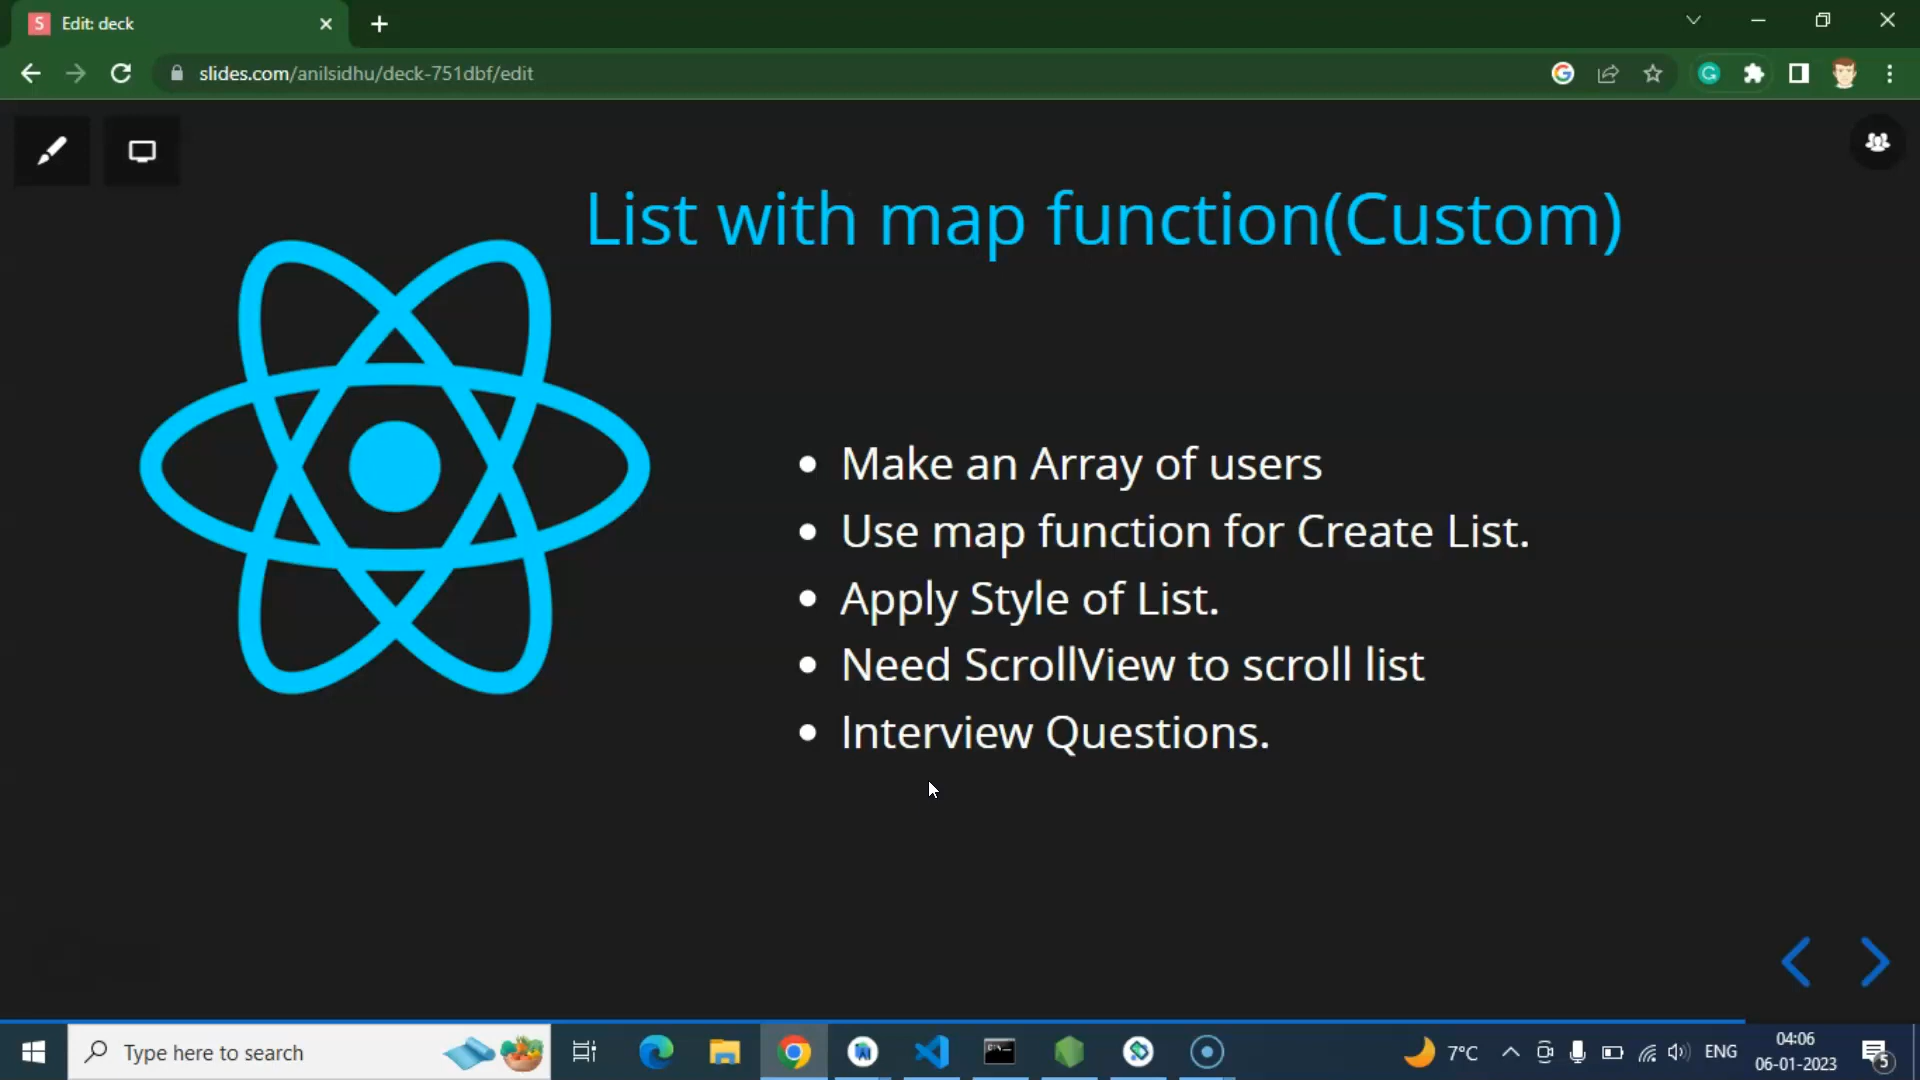 S Edit: deck
slides.com/anilsidhu/deck-751dbf/edit
List with map function(Custom)
• Make an Array of users
• Use map function for Create List.
• Apply Style of List.
• Need ScrollView to scroll list
• Interview Questions.
Type here to search
7°C
ENG
04:06
06-01-2023
5